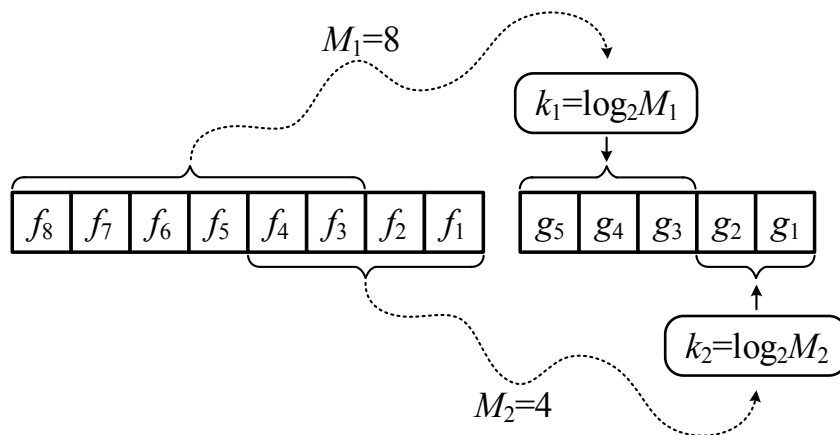 M₁=8
k₁=log₂M₁
f₈ f₇ f₆ f₅ f₄ f₃ f₂ f₁ g₅ g₄ g₃ g₂ g₁
k₂=log₂M₂
M₂=4